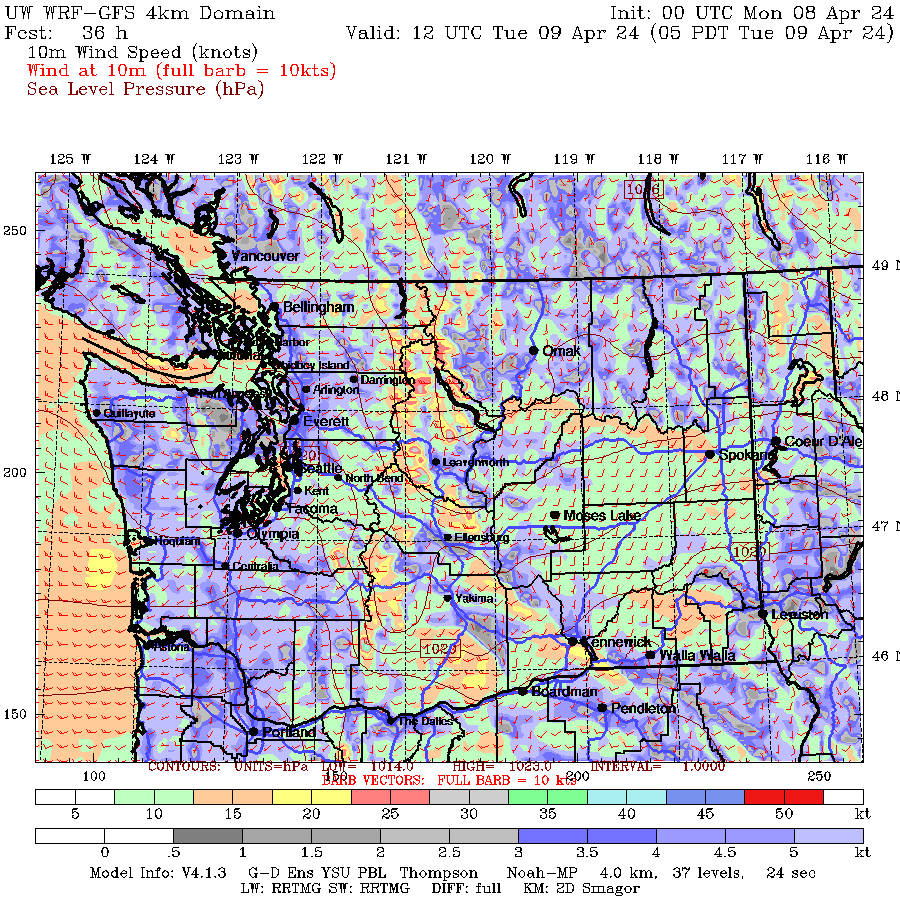 UW WRF-GFS 4km Domain Init: 00 UTC Mon 08 Apr 24
Fcst: 36 h Valid: 12 UTC Tue 09 Apr 24 (05 PDT Tue 09 Apr 24)
10m Wind Speed (knots)
Wind at 10m (full barb = 10kts)
Sea Level Pressure (hPa)
125 W 124 W 123 W 122 W 121 W 120 W 119 W 118 W 117 W 116 W
1016
250
Vancouver
49 N
Bellingham
Omak
Whidbey Island
Darrington
Arlington
48 N
Quillayute
Everett
Coeur D'Alene
Spokane
Leavenworth
200
Seattle
North Bend
Kent
Tacoma
Moses Lake
47 N
Olympia
Ellensburg
Hoquiam
1020
Centralia
Yakima
Lewiston
Kennewick
Astoria
1020
Walla Walla
46 N
Boardman
Pendleton
150
The Dalles
Portland
CONTOURS: UNITS=hPa LOW= 1014.0 HIGH= 1023.0 INTERVAL= 1.0000
100 150 200 250
BARB VECTORS: FULL BARB = 10 kts
5 10 15 20 25 30 35 40 45 50 kt
0 .5 1 1.5 2 2.5 3 3.5 4 4.5 5 kt
Model Info: V4.1.3 G-D Ens YSU PBL Thompson Noah-MP 4.0 km, 37 levels, 24 sec
LW: RRTMG SW: RRTMG DIFF: full KM: 2D Smagor